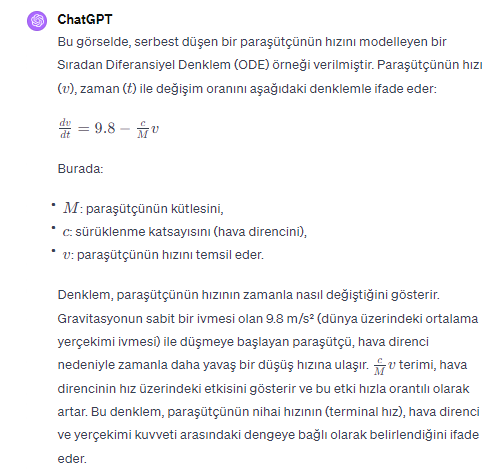 ChatGPT
Bu görselde, serbest düşen bir paraşütçünün hızını modelleyen bir
Sıradan Diferansiyel Denklem (ODE) örneği verilmiştir. Paraşütçünün hızı
(v), zaman (t) ile değişim oranını aşağıdaki denklemle ifade eder:
dv/dt = 9.8 − c/M v
Burada:
• M: paraşütçünün kütlesini,
• c: sürüklenme katsayısını (hava direncini),
• v: paraşütçünün hızını temsil eder.
Denklem, paraşütçünün hızının zamanla nasıl değiştiğini gösterir.
Gravitasyonun sabit bir ivmesi olan 9.8 m/s² (dünya üzerindeki ortalama
yerçekimi ivmesi) ile düşmeye başlayan paraşütçü, hava direnci
nedeniyle zamanla daha yavaş bir düşüş hızına ulaşır. c/M v terimi, hava
direncinin hız üzerindeki etkisini gösterir ve bu etki hızla orantılı olarak
artar. Bu denklem, paraşütçünün nihai hızının (terminal hız), hava direnci
ve yerçekimi kuvveti arasındaki dengeye bağlı olarak belirlendiğini ifade
eder.